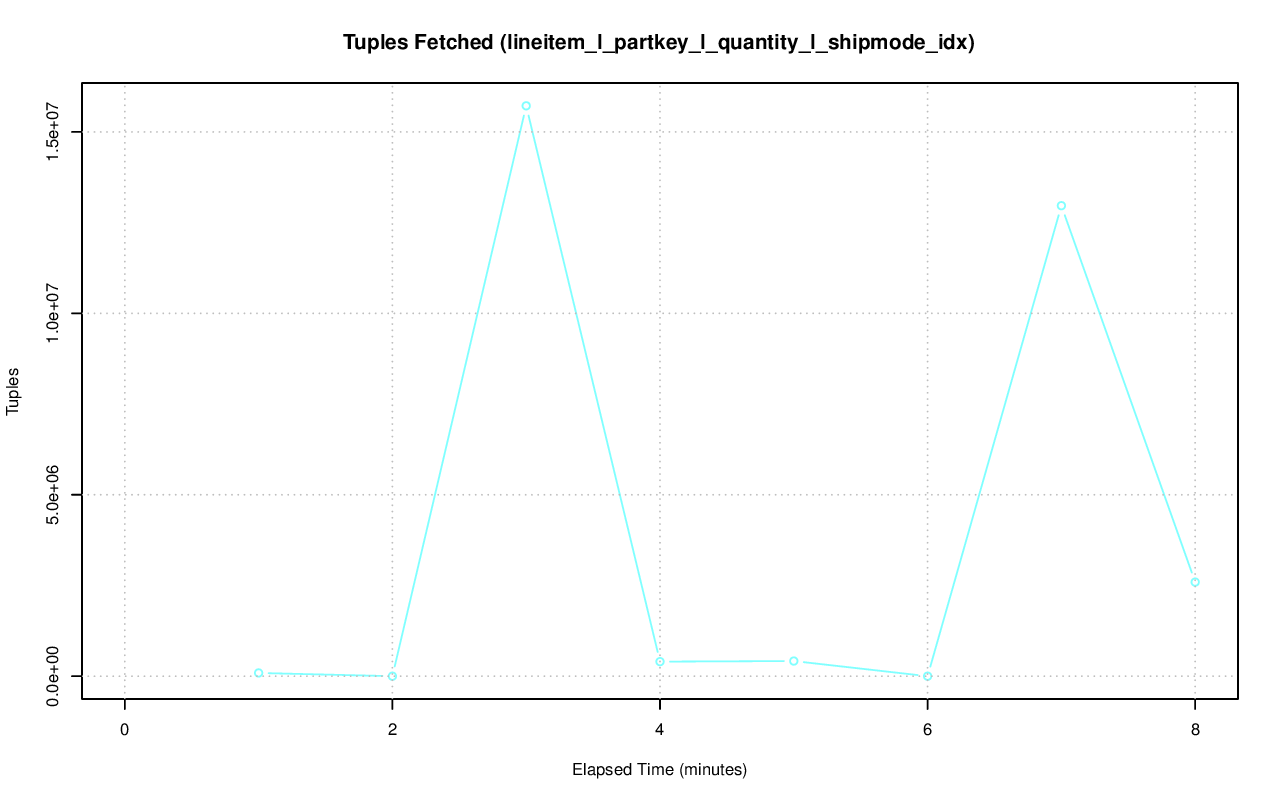 Tuples Fetched (lineitem_l_partkey_l_quantity_l_shipmode_idx)
1.5e+07
1.0e+07
5.0e+06
0.0e+00
Tuples
0 2 4 6 8
Elapsed Time (minutes)